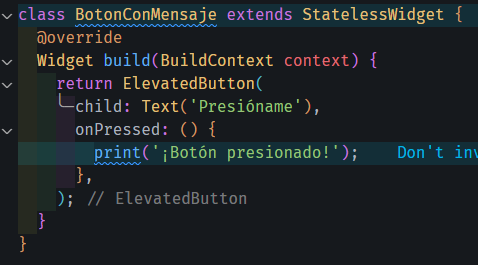 class BotonConMensaje extends StatelessWidget {
  @override
  Widget build(BuildContext context) {
    return ElevatedButton(
      child: Text('Presióname'),
      onPressed: () {
        print('¡Botón presionado!');    Don't
      },
    ); // ElevatedButton
  }
}